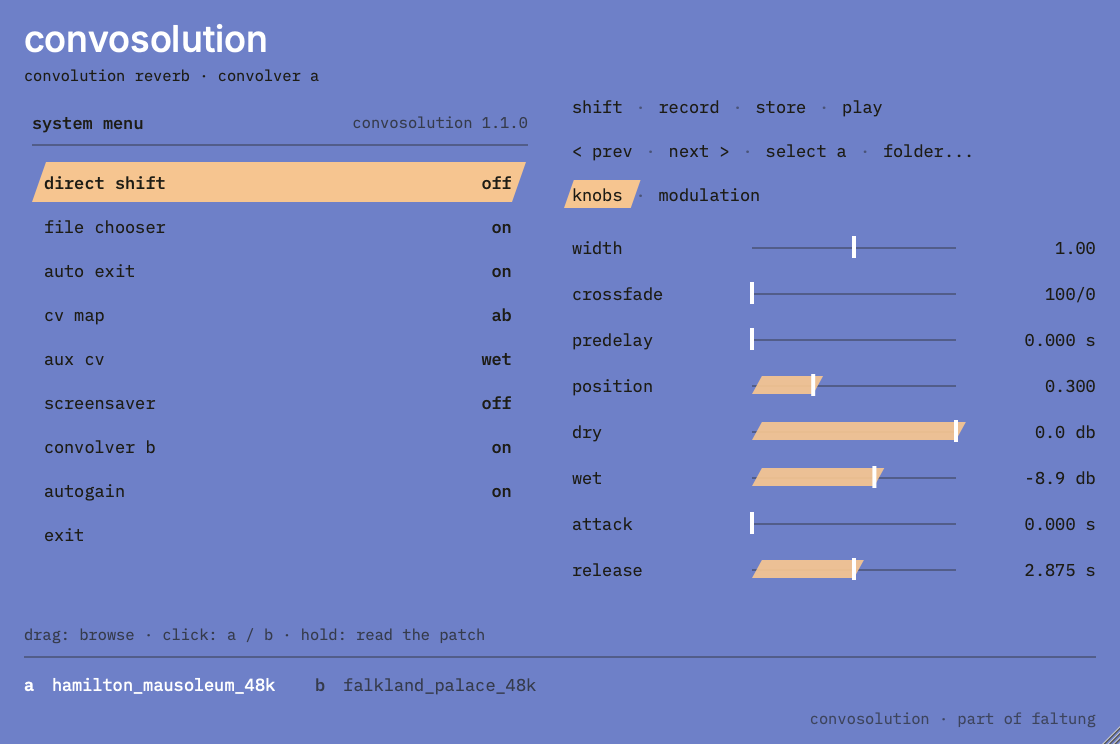 convosolution
convolution reverb · convolver a
system menu convosolution 1.1.0
direct shift off
file chooser on
auto exit on
cv map ab
aux cv wet
screensaver off
convolver b on
autogain on
exit
shift · record · store · play
< prev · next > · select a · folder...
knobs · modulation
width 1.00
crossfade 100/0
predelay 0.000 s
position 0.300
dry 0.0 db
wet -8.9 db
attack 0.000 s
release 2.875 s
drag: browse · click: a / b · hold: read the patch
a hamilton_mausoleum_48k b falkland_palace_48k
convosolution · part of faltung